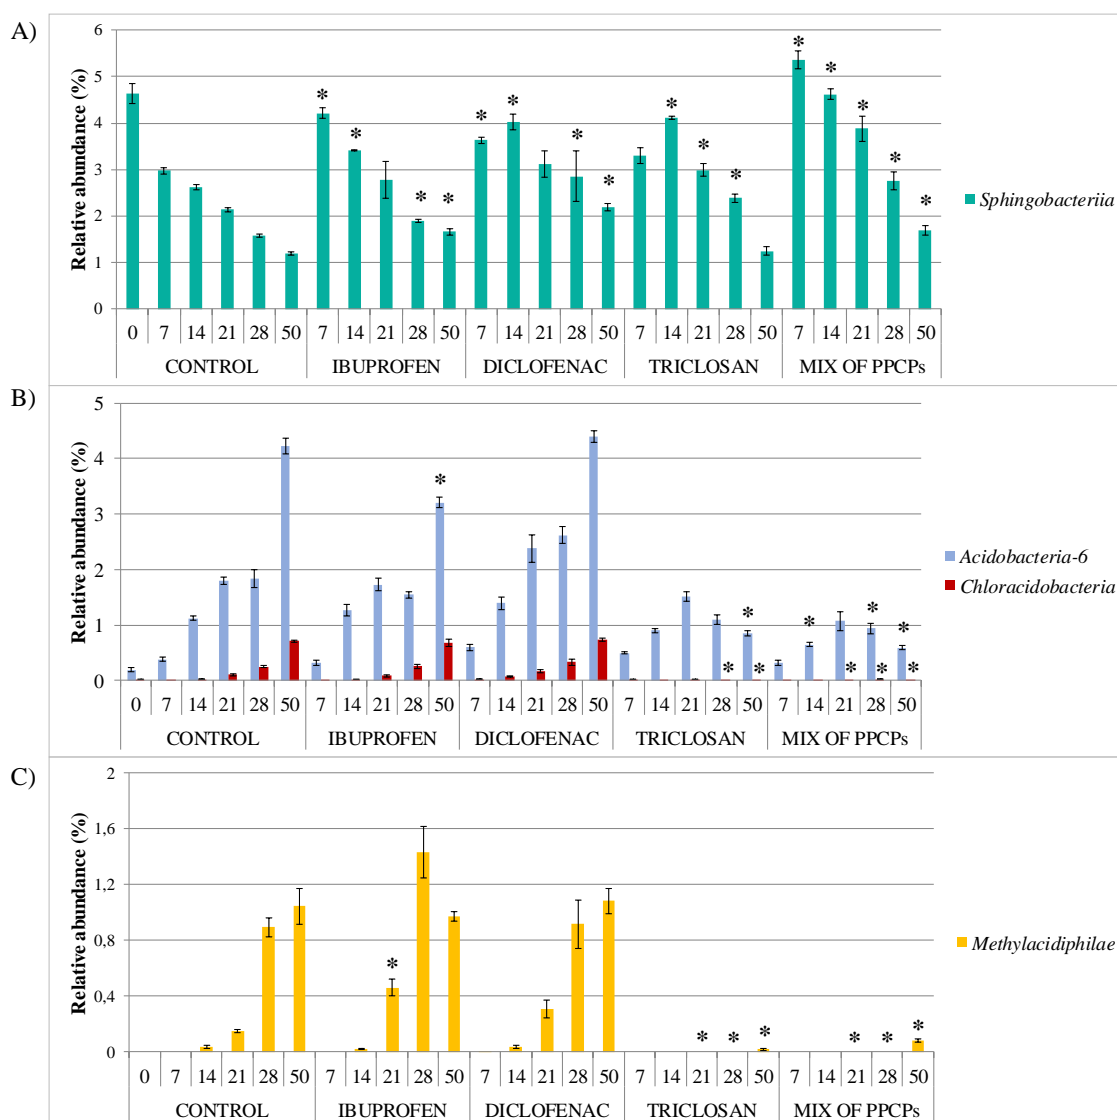 A)
Relative abundance (%)
6
5
4
3
2
1
0
* * * * * * * * * * * * * * * *
0 7 14 21 28 50 7 14 21 28 50 7 14 21 28 50 7 14 21 28 50 7 14 21 28 50
CONTROL IBUPROFEN DICLOFENAC TRICLOSAN MIX OF PPCPs
Sphingobacteriia
B)
Relative abundance (%)
5
4
3
2
1
0
* * * * * * * * * *
0 7 14 21 28 50 7 14 21 28 50 7 14 21 28 50 7 14 21 28 50 7 14 21 28 50
CONTROL IBUPROFEN DICLOFENAC TRICLOSAN MIX OF PPCPs
Acidobacteria-6
Chloracidobacteria
C)
Relative abundance (%)
2
1,6
1,2
0,8
0,4
0
* * * * * * *
0 7 14 21 28 50 7 14 21 28 50 7 14 21 28 50 7 14 21 28 50 7 14 21 28 50
CONTROL IBUPROFEN DICLOFENAC TRICLOSAN MIX OF PPCPs
Methylacidiphilae